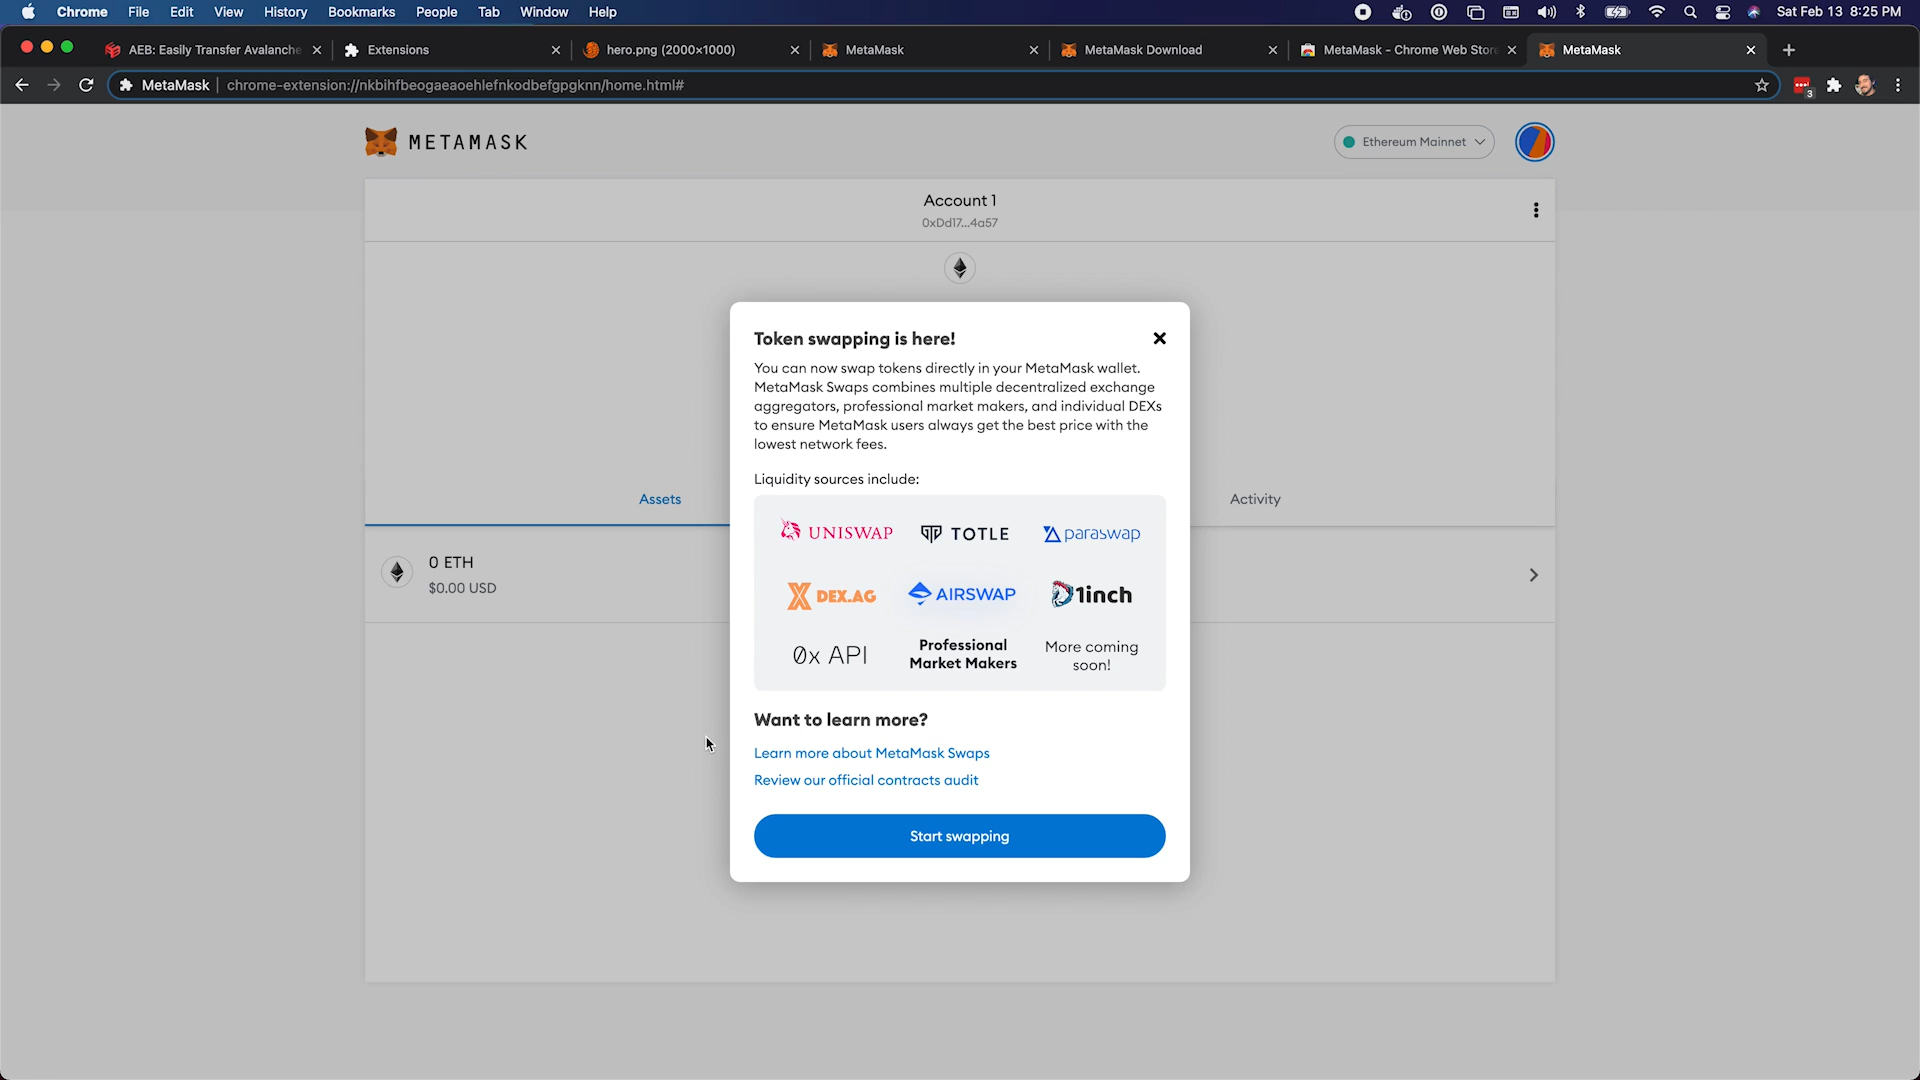 Chrome File Edit View History Bookmarks People Tab Window Help Sat Feb 13 8:25 PM
AEB: Easily Transfer Avalanche Extensions hero.png (2000×1000) MetaMask MetaMask Download MetaMask - Chrome Web Store MetaMask
MetaMask chrome-extension://nkbihfbeogaeaoehlefnkodbefgpgknn/home.html# 3
METAMASK Ethereum Mainnet
Account 1
0xDd17...4a57
Token swapping is here!
You can now swap tokens directly in your MetaMask wallet.
MetaMask Swaps combines multiple decentralized exchange
aggregators, professional market makers, and individual DEXs
to ensure MetaMask users always get the best price with the
lowest network fees.
Liquidity sources include:
Assets Activity
UNISWAP TOTLE paraswap
0 ETH
$0.00 USD
DEX.AG AIRSWAP 1inch
0x API Professional Market Makers More coming soon!
Want to learn more?
Learn more about MetaMask Swaps
Review our official contracts audit
Start swapping